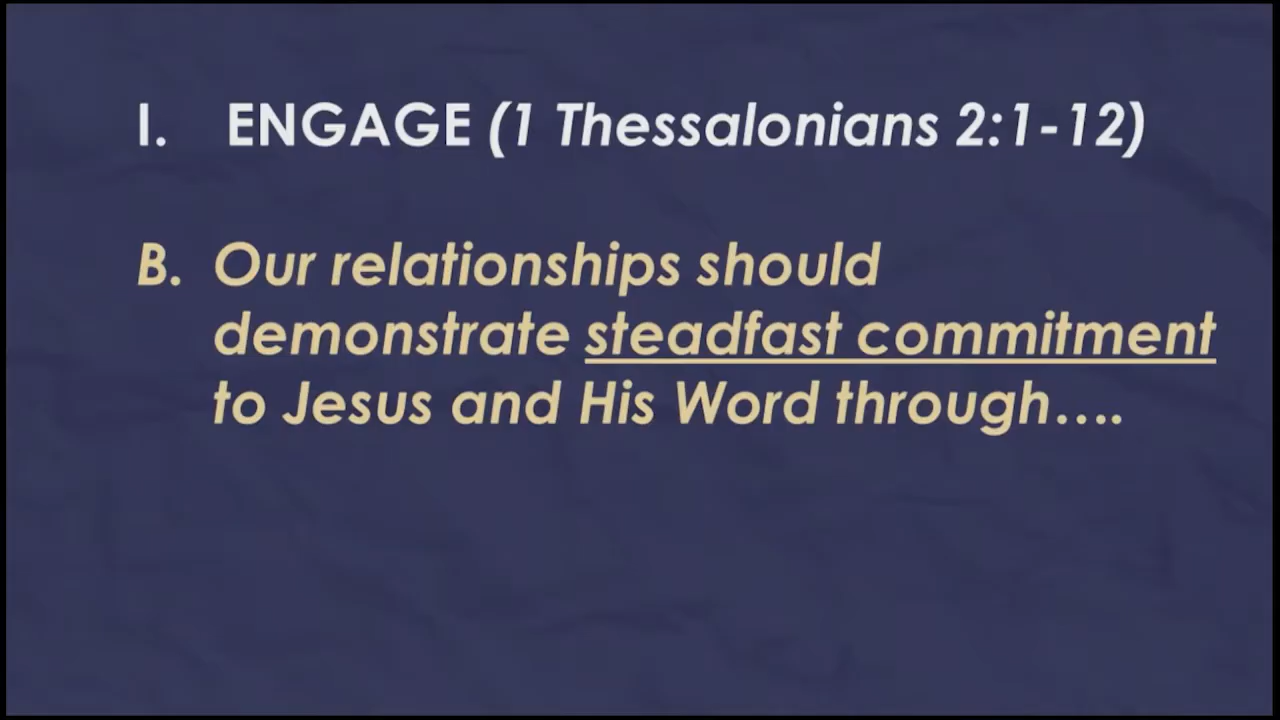 I. ENGAGE (1 Thessalonians 2:1-12)
B. Our relationships should
demonstrate steadfast commitment
to Jesus and His Word through....